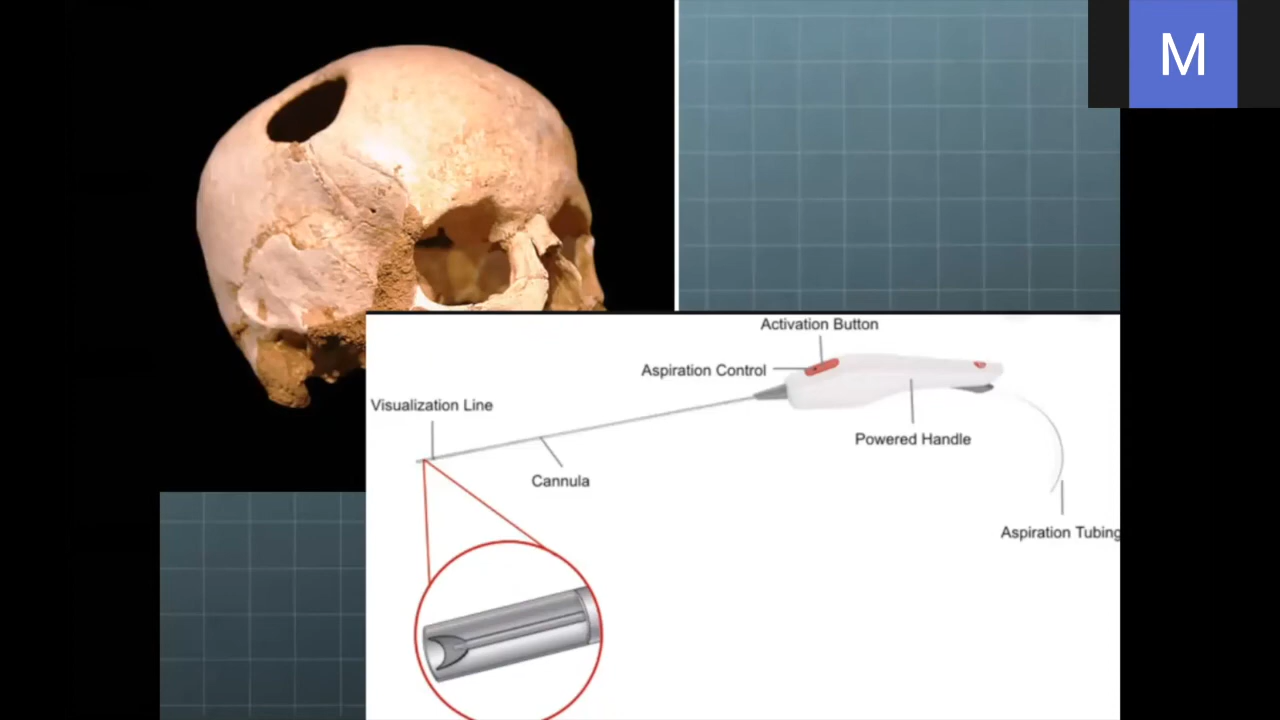 M
Activation Button
Aspiration Control
Visualization Line
Powered Handle
Cannula
Aspiration Tubing